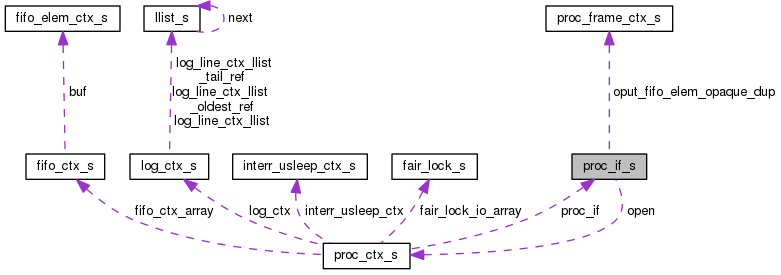 fifo_elem_ctx_s
llist_s
next
proc_frame_ctx_s
buf
log_line_ctx_llist
_tail_ref
log_line_ctx_llist
_oldest_ref
log_line_ctx_llist
oput_fifo_elem_opaque_dup
fifo_ctx_s
log_ctx_s
interr_usleep_ctx_s
fair_lock_s
proc_if_s
fifo_ctx_array
log_ctx
interr_usleep_ctx
fair_lock_io_array
proc_if
open
proc_ctx_s